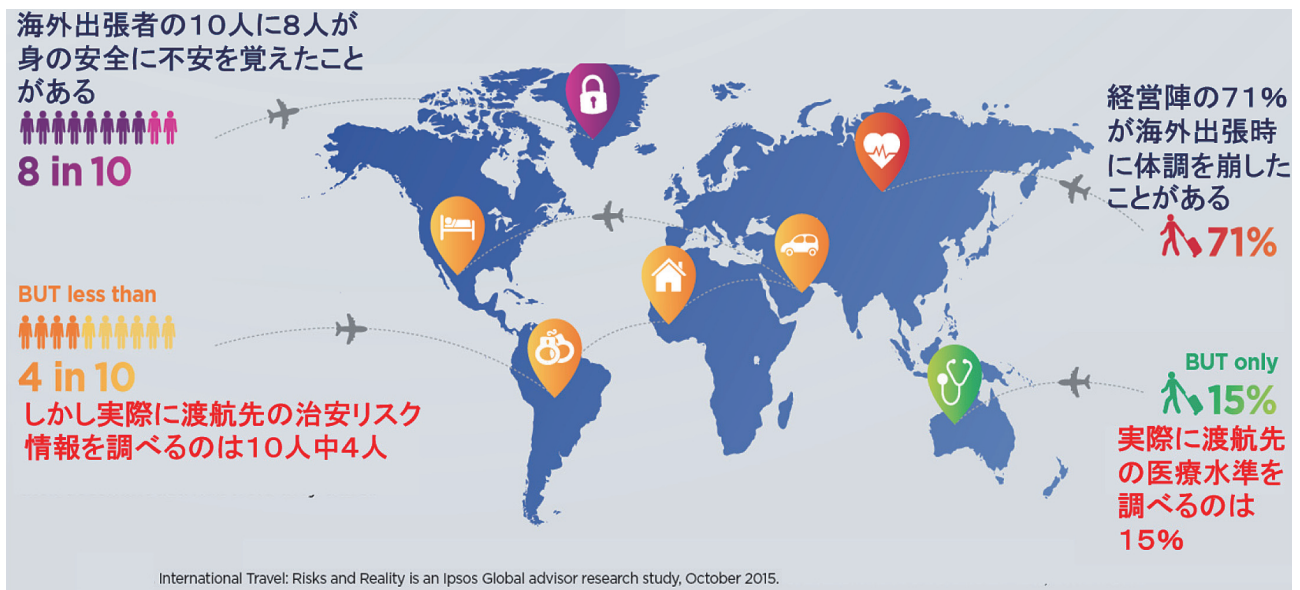 海外出張者の１０人に８人が
身の安全に不安を覚えたこと
がある
8 in 10
BUT less than
4 in 10
しかし実際に渡航先の治安リスク
情報を調べるのは１０人中４人
経営陣の７１％
が海外出張時
に体調を崩した
ことがある
71%
BUT only
15%
実際に渡航先
の医療水準を
調べるのは
１５％
International Travel: Risks and Reality is an Ipsos Global advisor research study, October 2015.